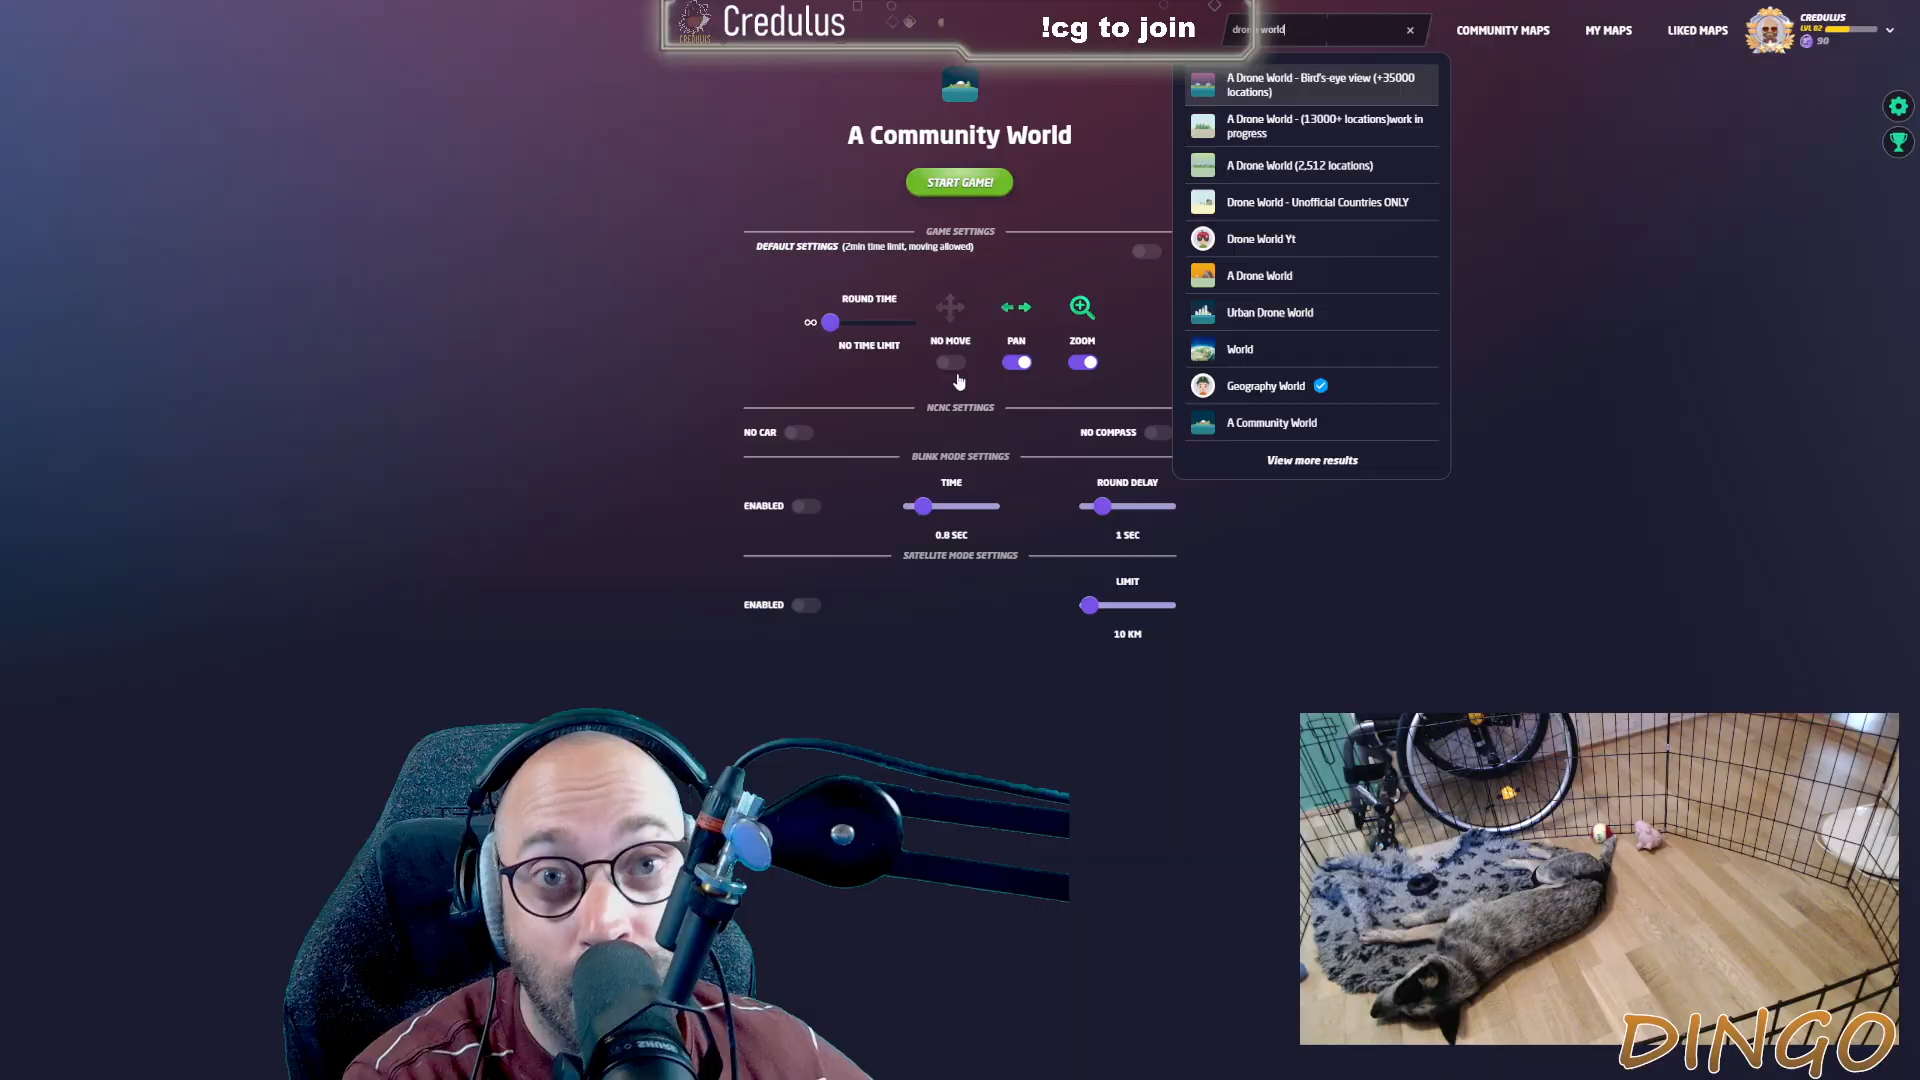 Credulus
CREDULUS
!cg to join
drone world
COMMUNITY MAPS
MY MAPS
LIKED MAPS
CREDULUS
LVL 82
90
A Community World
START GAME!
GAME SETTINGS
DEFAULT SETTINGS (2min time limit, moving allowed)
ROUND TIME
∞
NO TIME LIMIT
NO MOVE
PAN
ZOOM
NCNC SETTINGS
NO CAR
NO COMPASS
BLINK MODE SETTINGS
TIME
ROUND DELAY
ENABLED
0.8 SEC
1 SEC
SATELLITE MODE SETTINGS
LIMIT
ENABLED
10 KM
A Drone World - Bird's-eye view (+35000
locations)
A Drone World - (13000+ locations)work in
progress
A Drone World (2,512 locations)
Drone World - Unofficial Countries ONLY
Drone World Yt
A Drone World
Urban Drone World
World
Geography World
A Community World
View more results
DINGO